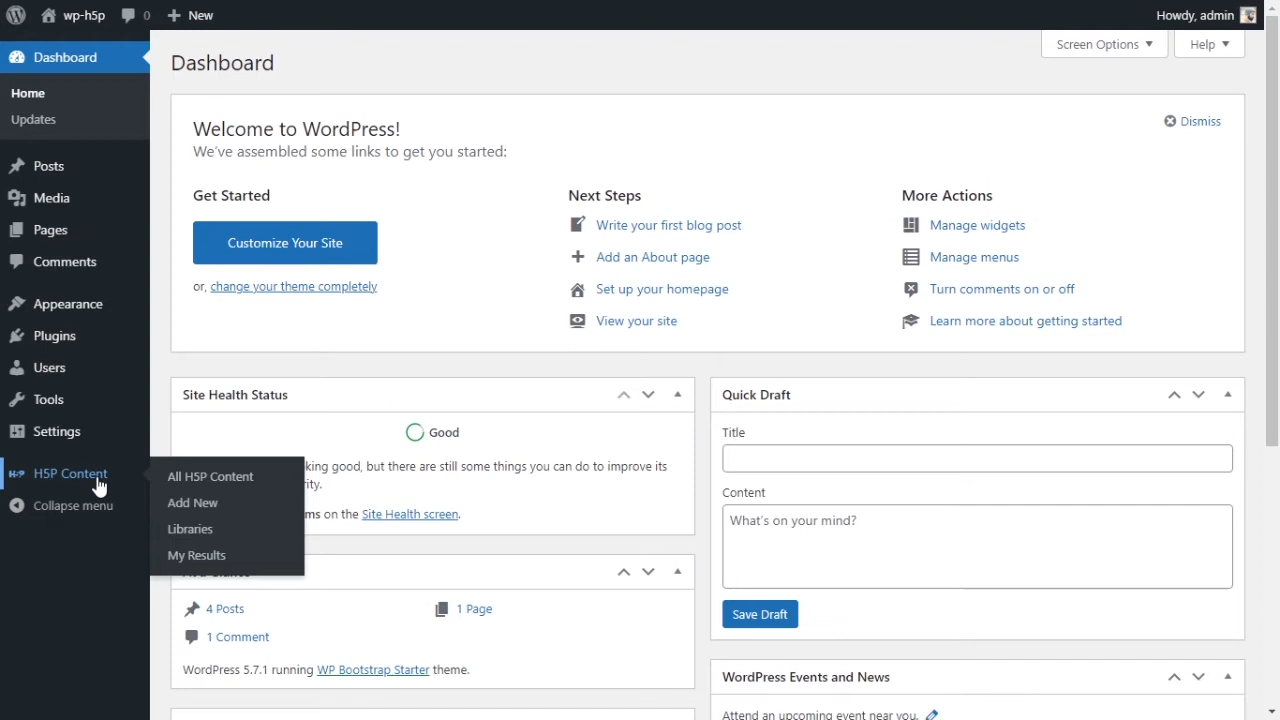 wp-h5p 0 New Howdy, admin
Screen Options Help
Dashboard
Home
Updates
Posts
Media
Pages
Comments
Appearance
Plugins
Users
Tools
Settings
H5P H5P Content
Collapse menu
All H5P Content
Add New
Libraries
My Results
Dashboard
Welcome to WordPress!
We've assembled some links to get you started:
Dismiss
Get Started
Customize Your Site
or, change your theme completely
Next Steps
Write your first blog post
Add an About page
Set up your homepage
View your site
More Actions
Manage widgets
Manage menus
Turn comments on or off
Learn more about getting started
Site Health Status
Good
king good, but there are still some things you can do to improve its
rity.
ms on the Site Health screen.
4 Posts
1 Page
1 Comment
WordPress 5.7.1 running WP Bootstrap Starter theme.
Quick Draft
Title
Content
What's on your mind?
Save Draft
WordPress Events and News
Attend an upcoming event near you.